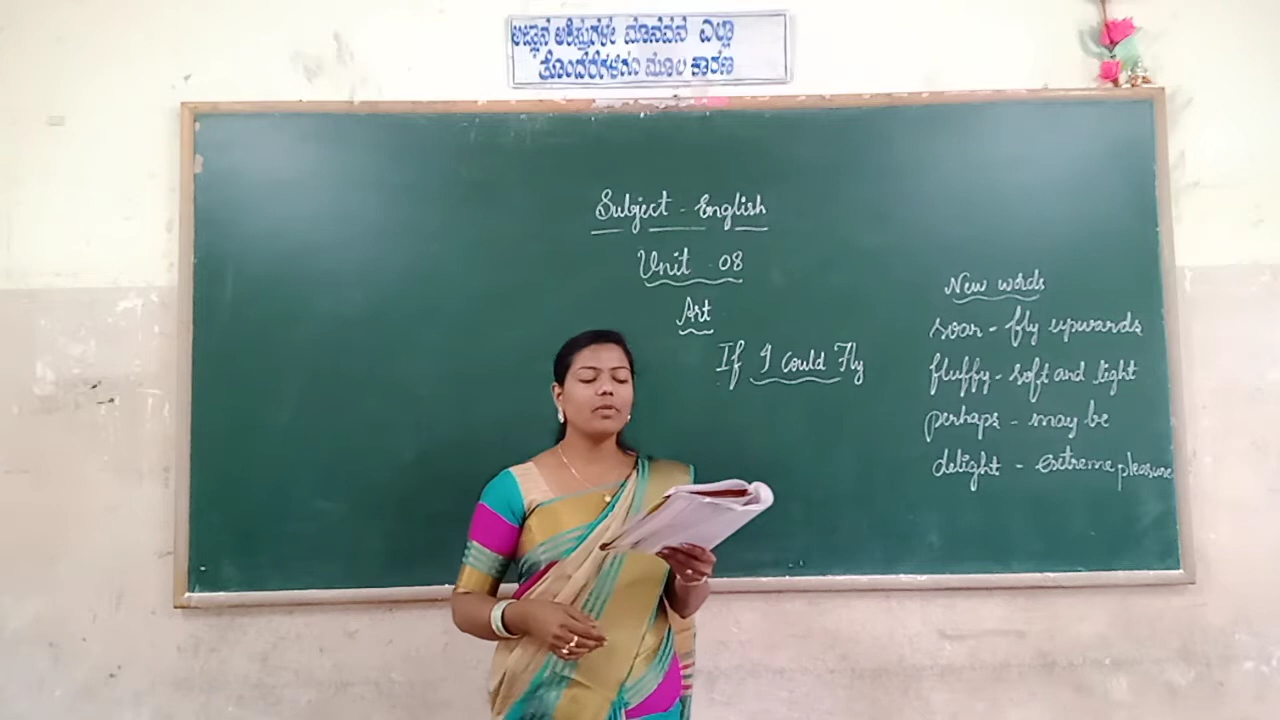 ಅಜ್ಞಾನ ಅಶಿಸ್ತುಗಳೇ ಮಾನವನ ಎಲ್ಲಾ
ತೊಂದರೆಗಳಿಗೂ ಮೂಲ ಕಾರಣ
Subject - English
Unit 08
Art
If I could Fly
New words
soar - fly upwards
fluffy - soft and light
perhaps - may be
delight - extreme pleasure